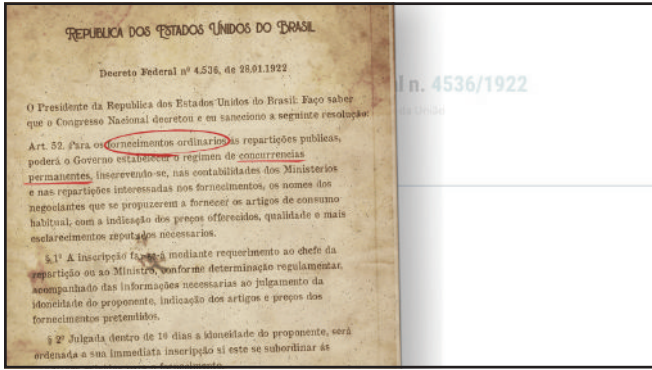 REPUBLICA DOS ESTADOS UNIDOS DO BRASIL
Decreto Federal nº 4.536, de 28.01.1922
l n. 4536/1922
da União
O Presidente da Republica dos Estados Unidos do Brasil: Faço saber
que o Congresso Nacional decretou e eu sancciono a seguinte resolução:
Art. 52. Para os fornecimentos ordinarios ás repartições publicas,
poderá o Governo estabelecer o regimen de concurrencias
permanentes, inscrevendo-se, nas contabilidades dos Ministerios
e nas repartições interessadas nos fornecimentos, os nomes dos
negociantes que se propuzerem a fornecer os artigos de consumo
habitual, com a indicação dos preços offerecidos, qualidade e mais
esclarecimentos reputados necessarios.
§ 1º A inscripção far-se-á mediante requerimento ao chefe da
repartição ou ao Ministro, conforme determinação regulamentar,
acompanhado das informações necessarias ao julgamento da
idoneidade do proponente, indicação dos artigos e preços dos
fornecimentos pretendidos.
§ 2º Julgada dentro de 10 dias a idoneidade do proponente, será
ordenada a sua immediata inscripção si este se subordinar ás
fornecimento